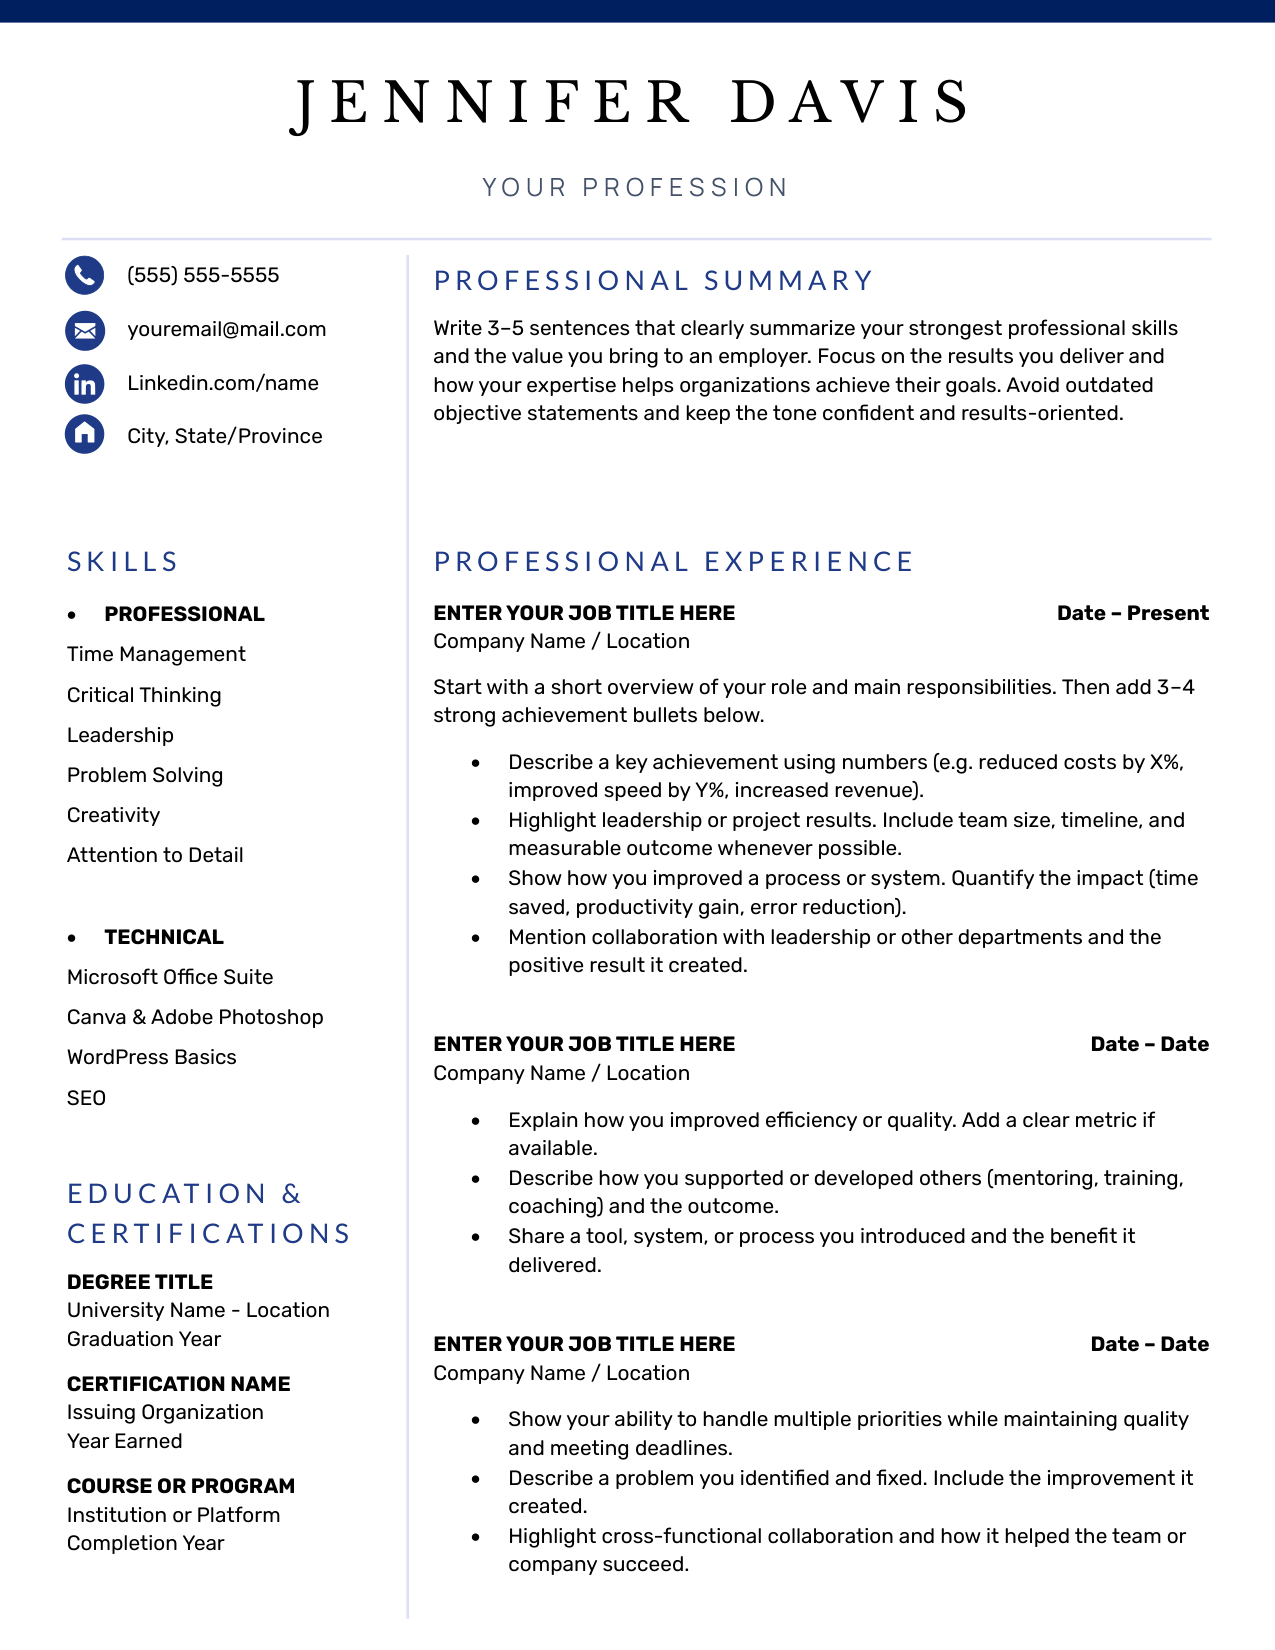 JENNIFER DAVIS
YOUR PROFESSION
(555) 555-5555
youremail@mail.com
Linkedin.com/name
City, State/Province
SKILLS
• PROFESSIONAL
Time Management
Critical Thinking
Leadership
Problem Solving
Creativity
Attention to Detail
• TECHNICAL
Microsoft Office Suite
Canva & Adobe Photoshop
WordPress Basics
SEO
EDUCATION &
CERTIFICATIONS
DEGREE TITLE
University Name - Location
Graduation Year
CERTIFICATION NAME
Issuing Organization
Year Earned
COURSE OR PROGRAM
Institution or Platform
Completion Year
PROFESSIONAL SUMMARY
Write 3–5 sentences that clearly summarize your strongest professional skills
and the value you bring to an employer. Focus on the results you deliver and
how your expertise helps organizations achieve their goals. Avoid outdated
objective statements and keep the tone confident and results-oriented.
PROFESSIONAL EXPERIENCE
ENTER YOUR JOB TITLE HERE Date – Present
Company Name / Location
Start with a short overview of your role and main responsibilities. Then add 3–4
strong achievement bullets below.
• Describe a key achievement using numbers (e.g. reduced costs by X%,
improved speed by Y%, increased revenue).
• Highlight leadership or project results. Include team size, timeline, and
measurable outcome whenever possible.
• Show how you improved a process or system. Quantify the impact (time
saved, productivity gain, error reduction).
• Mention collaboration with leadership or other departments and the
positive result it created.
ENTER YOUR JOB TITLE HERE Date – Date
Company Name / Location
• Explain how you improved efficiency or quality. Add a clear metric if
available.
• Describe how you supported or developed others (mentoring, training,
coaching) and the outcome.
• Share a tool, system, or process you introduced and the benefit it
delivered.
ENTER YOUR JOB TITLE HERE Date – Date
Company Name / Location
• Show your ability to handle multiple priorities while maintaining quality
and meeting deadlines.
• Describe a problem you identified and fixed. Include the improvement it
created.
• Highlight cross-functional collaboration and how it helped the team or
company succeed.